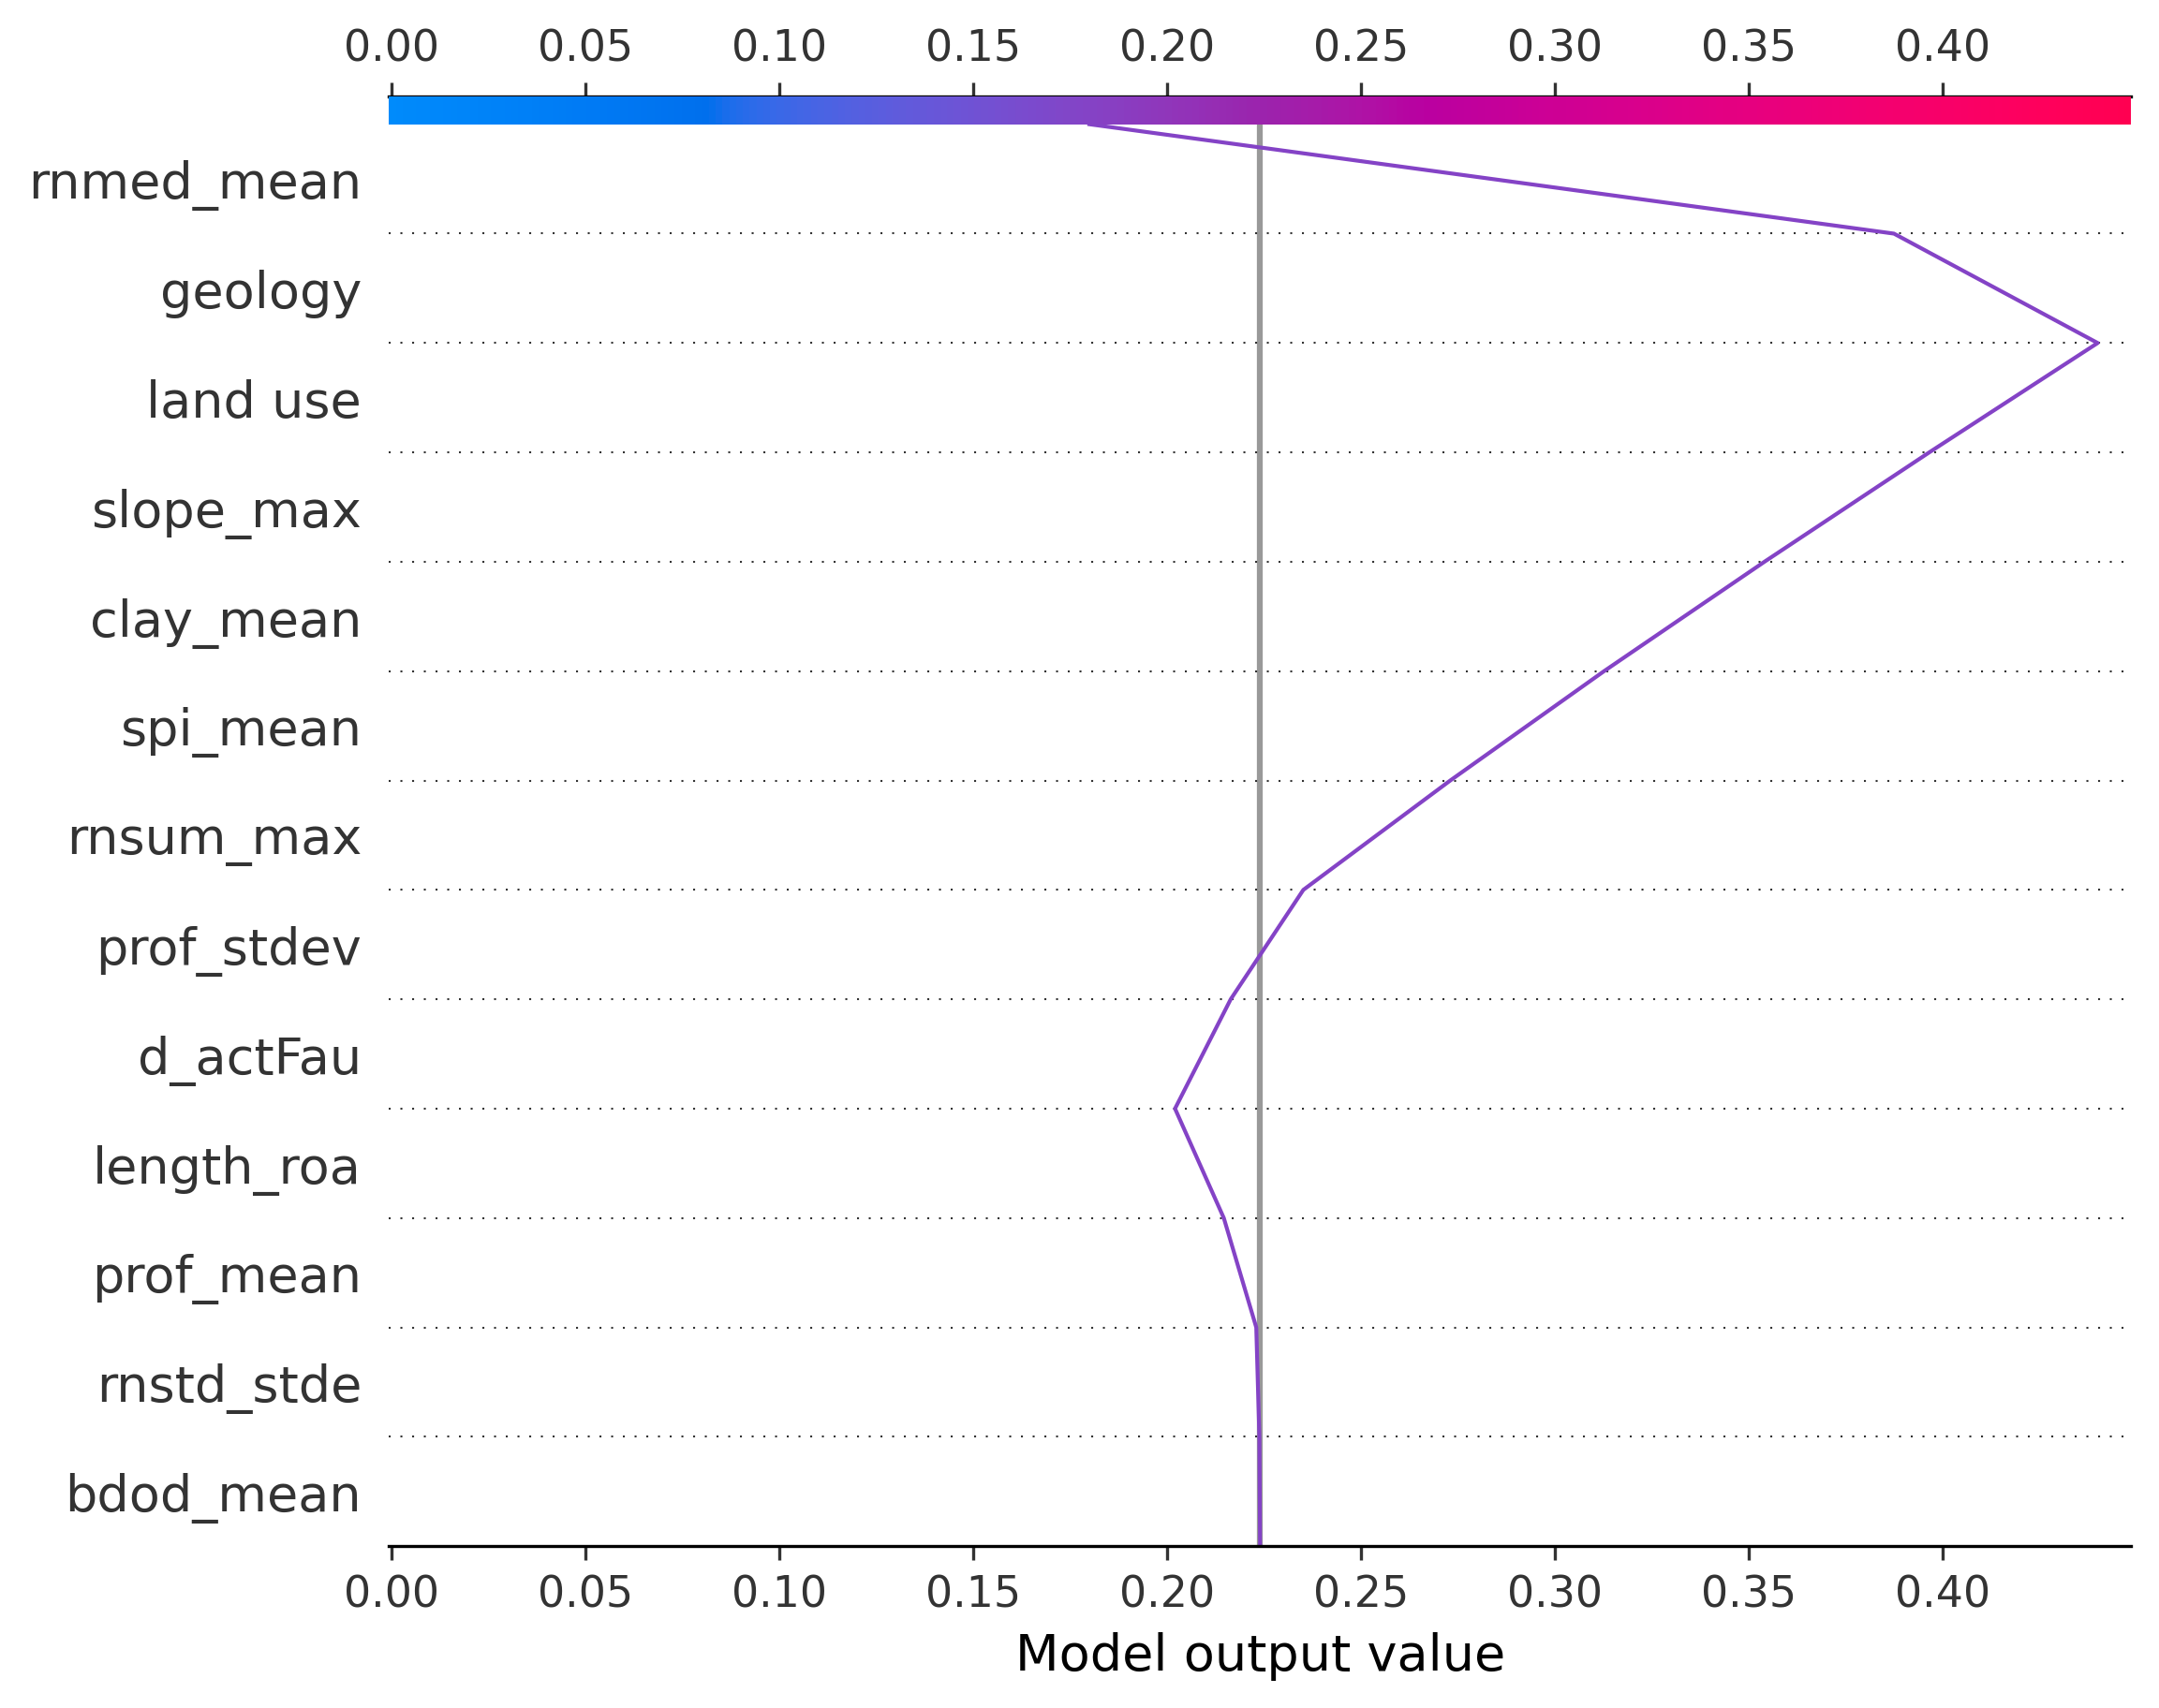 0.00 0.05 0.10 0.15 0.20 0.25 0.30 0.35 0.40
rnmed_mean
geology
land use
slope_max
clay_mean
spi_mean
rnsum_max
prof_stdev
d_actFau
length_roa
prof_mean
rnstd_stde
bdod_mean
0.00 0.05 0.10 0.15 0.20 0.25 0.30 0.35 0.40
Model output value